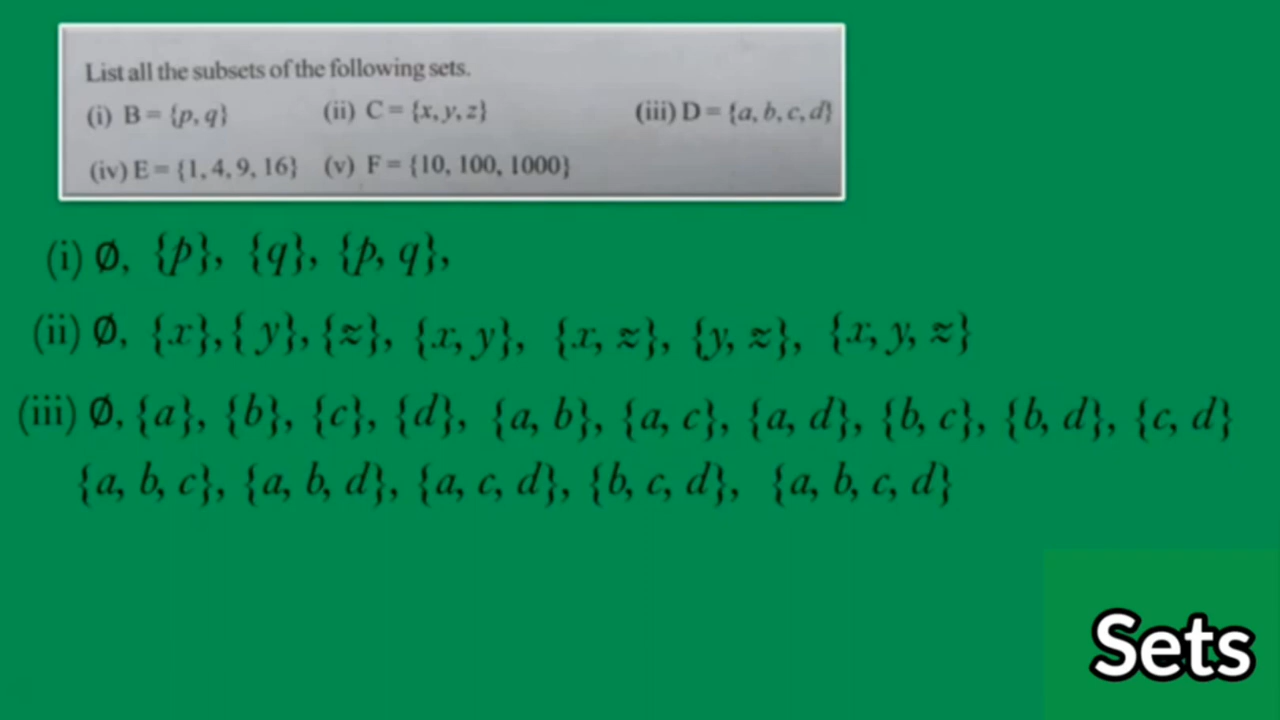 List all the subsets of the following sets.
(i) B = {p, q} (ii) C = {x, y, z} (iii) D = {a, b, c, d}
(iv) E = {1, 4, 9, 16} (v) F = {10, 100, 1000}
(i) Ø, {p}, {q}, {p, q},
(ii) Ø, {x},{ y}, {z}, {x, y}, {x, z}, {y, z}, {x, y, z}
(iii) Ø, {a}, {b}, {c}, {d}, {a, b}, {a, c}, {a, d}, {b, c}, {b, d}, {c, d}
{a, b, c}, {a, b, d}, {a, c, d}, {b, c, d}, {a, b, c, d}
Sets